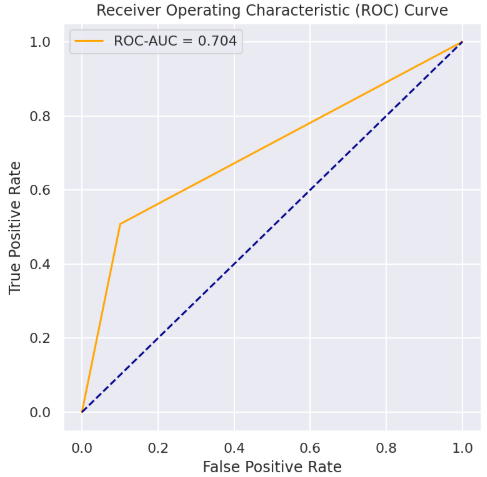 Receiver Operating Characteristic (ROC) Curve
ROC-AUC = 0.704
1.0
0.8
0.6
0.4
0.2
0.0
True Positive Rate
0.0 0.2 0.4 0.6 0.8 1.0
False Positive Rate